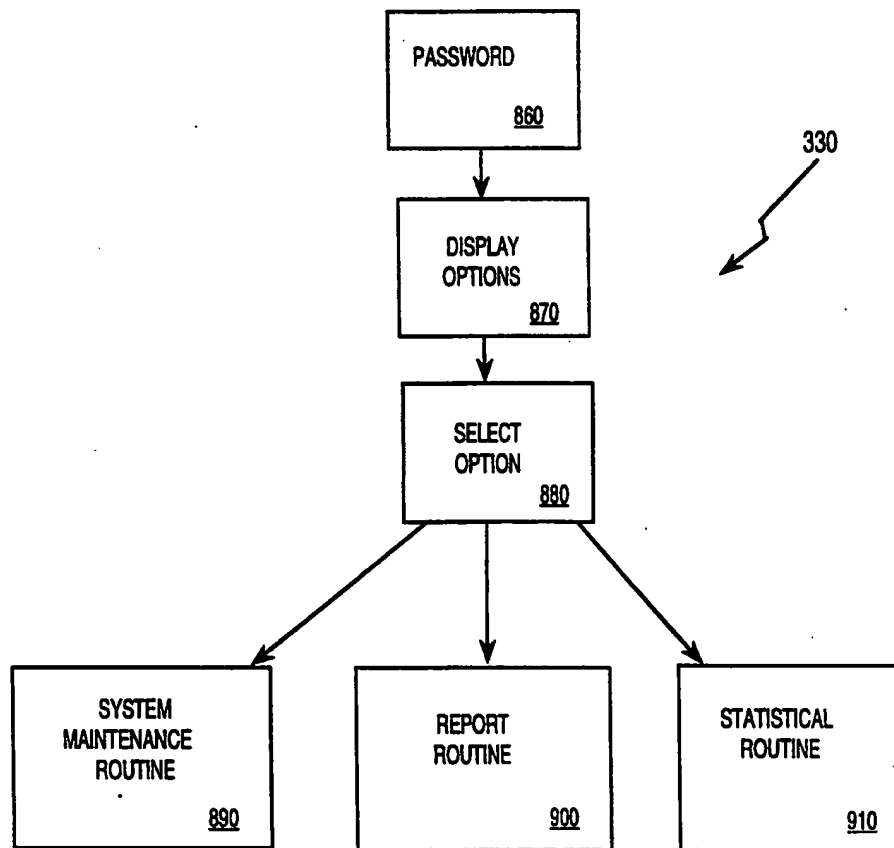 PASSWORD
860
330
DISPLAY
OPTIONS
870
SELECT
OPTION
880
SYSTEM
MAINTENANCE
ROUTINE
890
REPORT
ROUTINE
900
STATISTICAL
ROUTINE
910